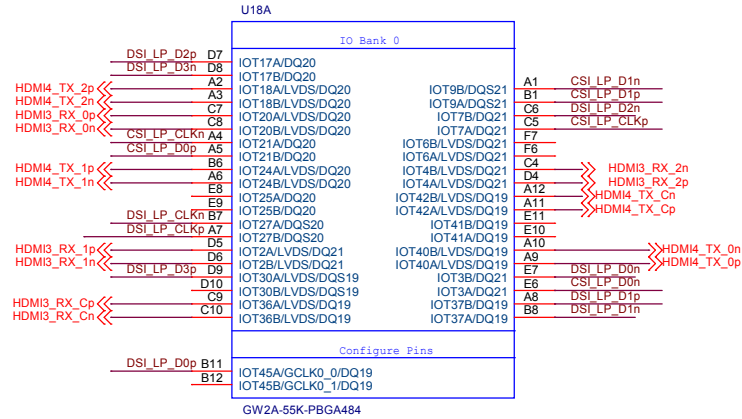 U18A
IO Bank 0
DSI_LP_D2p D7 IOT17A/DQ20
DSI_LP_D3n D8 IOT17B/DQ20
HDMI4_TX_2p A2 IOT18A/LVDS/DQ20 IOT9B/DQS21 A1 CSI_LP_D1n
HDMI4_TX_2n A3 IOT18B/LVDS/DQ20 IOT9A/DQS21 B1 CSI_LP_D1p
HDMI3_RX_0p C7 IOT20A/LVDS/DQ20 IOT7B/DQ21 C6 DSI_LP_D2n
HDMI3_RX_0n C8 IOT20B/LVDS/DQ20 IOT7A/DQ21 C5 CSI_LP_CLKp
CSI_LP_CLKn A4 IOT21A/DQ20 IOT6B/LVDS/DQ21 F7
CSI_LP_D0p A5 IOT21B/DQ20 IOT6A/LVDS/DQ21 F6
HDMI4_TX_1p B6 IOT24A/LVDS/DQ20 IOT4B/LVDS/DQ21 C4 HDMI3_RX_2n
HDMI4_TX_1n A6 IOT24B/LVDS/DQ20 IOT4A/LVDS/DQ21 D4 HDMI3_RX_2p
E8 IOT25A/DQ20 IOT42B/LVDS/DQ19 A12 HDMI4_TX_Cn
E9 IOT25B/DQ20 IOT42A/LVDS/DQ19 A11 HDMI4_TX_Cp
DSI_LP_CLKn B7 IOT27A/DQS20 IOT41B/DQ19 E11
DSI_LP_CLKp A7 IOT27B/DQS20 IOT41A/DQ19 E10
HDMI3_RX_1p D5 IOT2A/LVDS/DQ21 IOT40B/LVDS/DQ19 A10 HDMI4_TX_0n
HDMI3_RX_1n D6 IOT2B/LVDS/DQ21 IOT40A/LVDS/DQ19 A9 HDMI4_TX_0p
DSI_LP_D3p D9 IOT30A/LVDS/DQS19 IOT3B/DQ21 E7 DSI_LP_D0n
D10 IOT30B/LVDS/DQS19 IOT3A/DQ21 E6 CSI_LP_D0n
HDMI3_RX_Cp C9 IOT36A/LVDS/DQ19 IOT37B/DQ19 A8 DSI_LP_D1p
HDMI3_RX_Cn C10 IOT36B/LVDS/DQ19 IOT37A/DQ19 B8 DSI_LP_D1n
Configure Pins
DSI_LP_D0p B11 IOT45A/GCLK0_0/DQ19
B12 IOT45B/GCLK0_1/DQ19
GW2A-55K-PBGA484